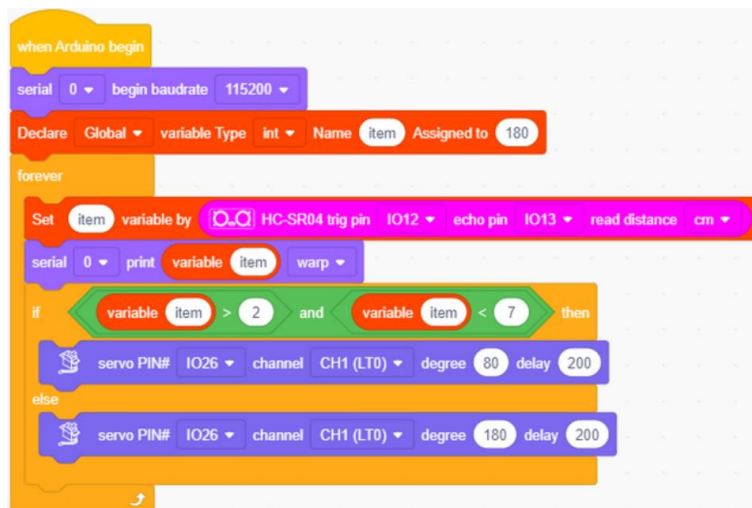 when Arduino begin
serial 0 begin baudrate 115200
Declare Global variable Type int Name item Assigned to 180
forever
Set item variable by HC-SR04 trig pin IO12 echo pin IO13 read distance cm
serial 0 print variable item warp
if variable item > 2 and variable item < 7 then
servo PIN# IO26 channel CH1 (LT0) degree 80 delay 200
else
servo PIN# IO26 channel CH1 (LT0) degree 180 delay 200